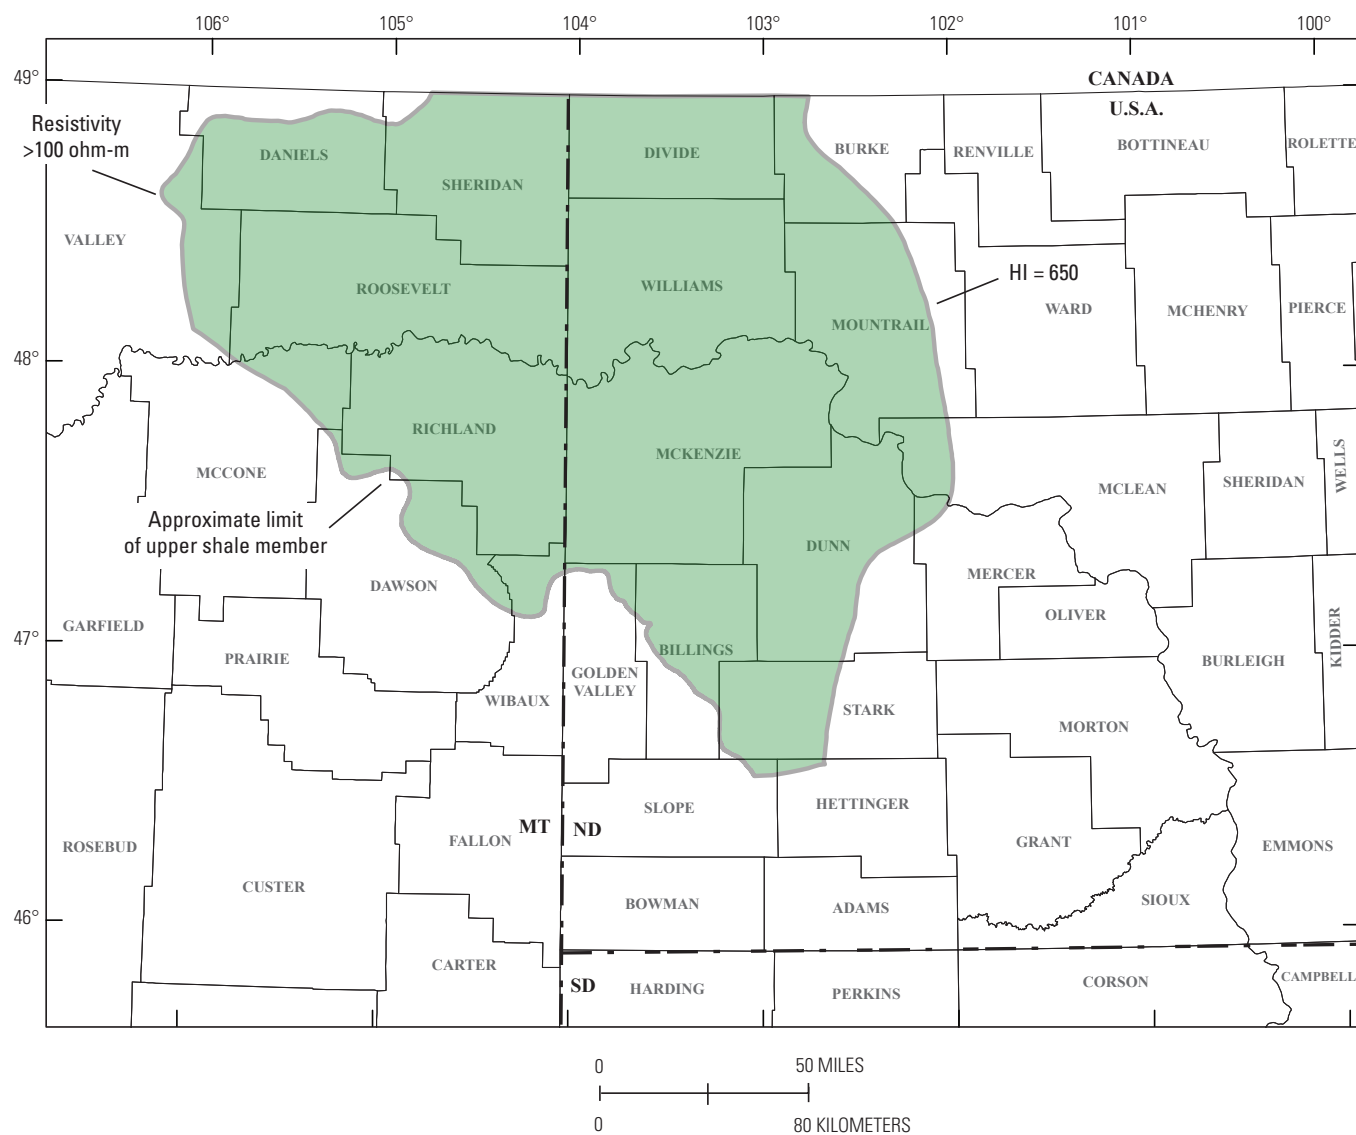 106° 105° 104° 103° 102° 101° 100°
49°
CANADA
U.S.A.
Resistivity
>100 ohm-m
DANIELS
SHERIDAN
DIVIDE
BURKE
RENVILLE
BOTTINEAU
ROLETTE
VALLEY
ROOSEVELT
WILLIAMS
MOUNTRAIL
HI = 650
WARD
MCHENRY
PIERCE
48°
RICHLAND
MCKENZIE
MCCONE
MCLEAN
SHERIDAN
WELLS
Approximate limit
of upper shale member
DAWSON
DUNN
MERCER
OLIVER
KIDDER
47°
GARFIELD
PRAIRIE
WIBAUX
GOLDEN
VALLEY
BILLINGS
STARK
BURLEIGH
MORTON
ROSEBUD
CUSTER
FALLON
MT
ND
SLOPE
HETTINGER
GRANT
EMMONS
SIOUX
46°
BOWMAN
ADAMS
CARTER
SD
HARDING
PERKINS
CORSON
CAMPBELL
0 50 MILES
0 80 KILOMETERS